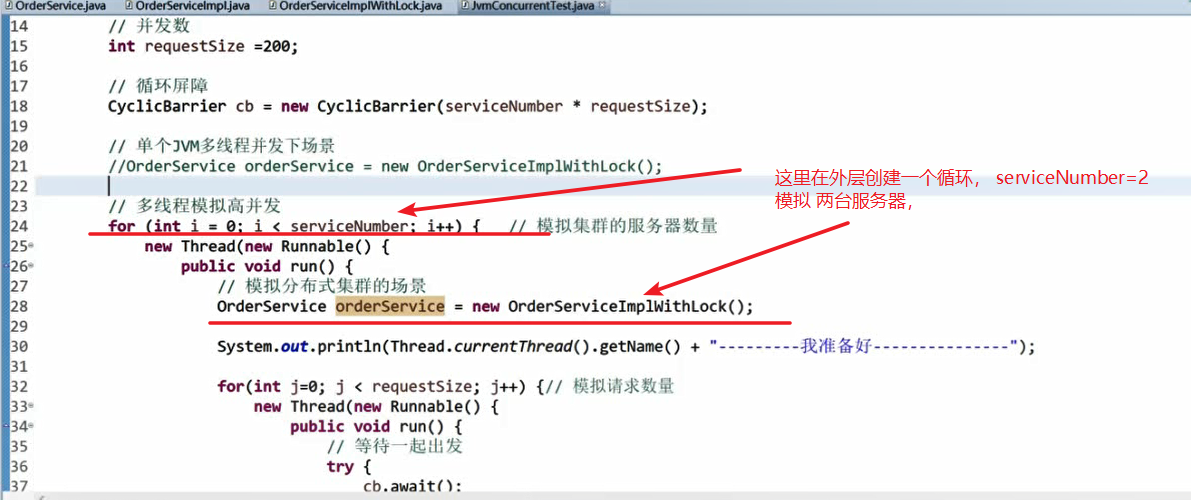 OrderService.java OrderServiceImpl.java OrderServiceImplWithLock.java JvmConcurrentTest.java
14 // 并发数
15 int requestSize =200;
16
17 // 循环屏障
18 CyclicBarrier cb = new CyclicBarrier(serviceNumber * requestSize);
19
20 // 单个JVM多线程并发下场景
21 //OrderService orderService = new OrderServiceImplWithLock();
22
23 // 多线程模拟高并发
24 for (int i = 0; i < serviceNumber; i++) { // 模拟集群的服务器数量
25 new Thread(new Runnable() {
26 public void run() {
27 // 模拟分布式集群的场景
28 OrderService orderService = new OrderServiceImplWithLock();
29
30 System.out.println(Thread.currentThread().getName() + "---------我准备好---------------");
31
32 for(int j=0; j < requestSize; j++) {// 模拟请求数量
33 new Thread(new Runnable() {
34 public void run() {
35 // 等待一起出发
36 try {
37 cb.await();
这里在外层创建一个循环， serviceNumber=2
模拟 两台服务器，